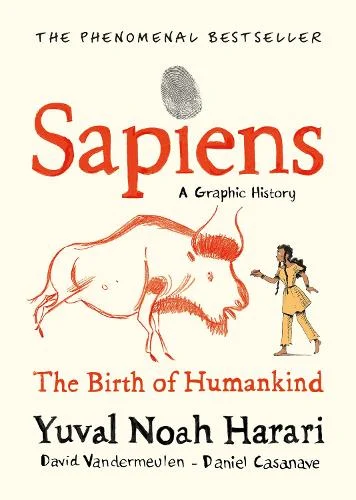 THE PHENOMENAL BESTSELLER
Sapiens
A Graphic History
The Birth of Humankind
Yuval Noah Harari
David Vandermeulen - Daniel Casanave